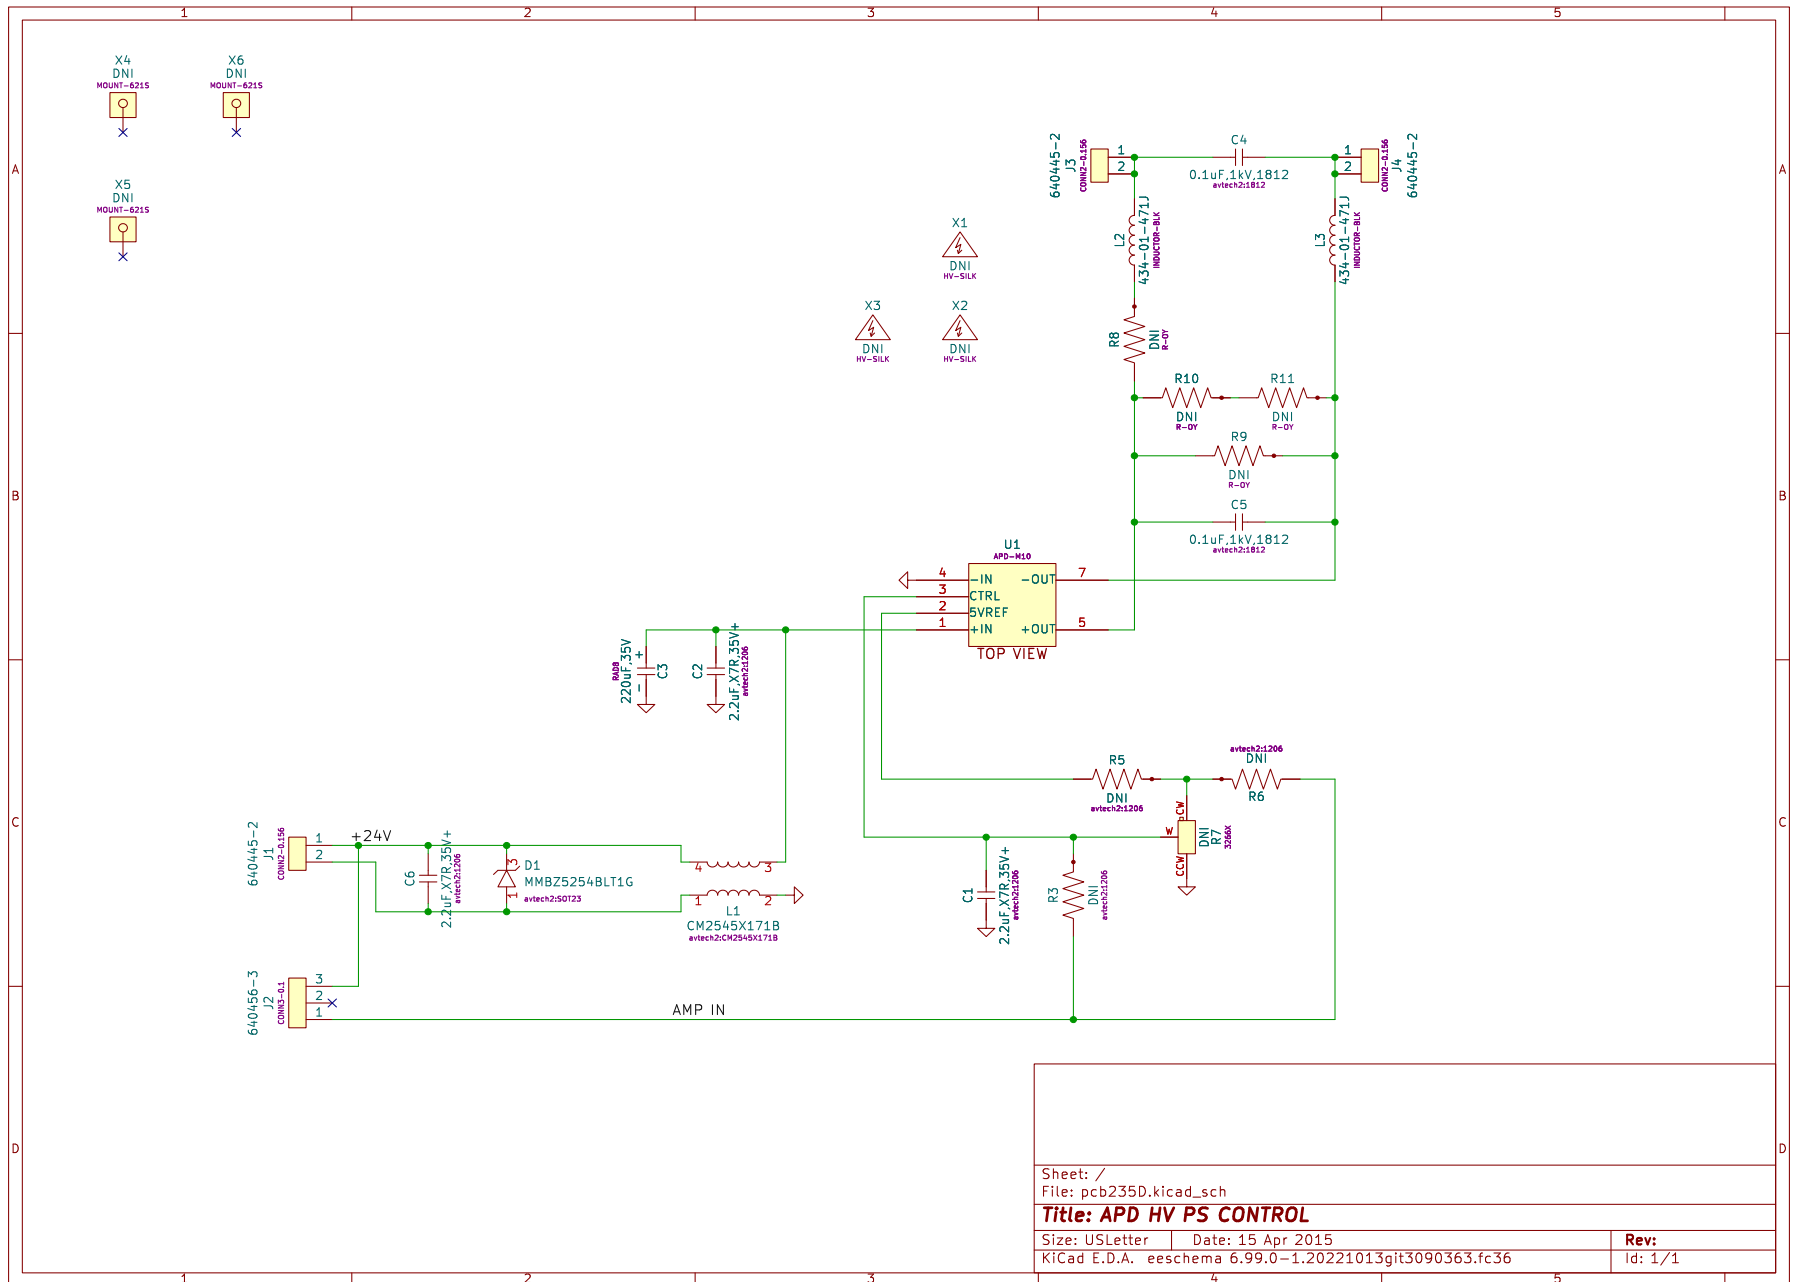 1 2 3 4 5
A
B
C
D
A
B
C
D
1 2 3 4 5
X4
DNI
MOUNT-621S
X6
DNI
MOUNT-621S
X5
DNI
MOUNT-621S
X1
DNI
HV-SILK
X3
DNI
HV-SILK
X2
DNI
HV-SILK
640445-2
J3
CONN2-0.156
1
2
C4
0.1uF,1kV,1812
avtech2:1812
1
2
CONN2-0.156
J4
640445-2
L2
434-01-471J
INDUCTOR-BLK
L3
434-01-471J
INDUCTOR-BLK
R8
DNI
R-OY
R10
DNI
R-OY
R11
DNI
R-OY
R9
DNI
R-OY
C5
0.1uF,1kV,1812
avtech2:1812
U1
APD-M10
4 -IN
3 CTRL
2 5VREF
1 +IN
-OUT 7
+OUT 5
TOP VIEW
RAD8
220uF,35V
+
-
C3
C2
2.2uF,X7R,35V+
avtech2:1206
R5
DNI
avtech2:1206
avtech2:1206
DNI
R6
CW
W
CCW
DNI
R7
3266X
C1
2.2uF,X7R,35V+
avtech2:1206
R3
DNI
avtech2:1206
640445-2
J1
CONN2-0.156
1
2
+24V
C6
2.2uF,X7R,35V+
avtech2:1206
3
1
D1
MMBZ5254BLT1G
avtech2:SOT23
4 3
1 2
L1
CM2545X171B
avtech2:CM2545X171B
640456-3
J2
CONN3-0.1
3
2
1
AMP IN
Sheet: /
File: pcb235D.kicad_sch
Title: APD HV PS CONTROL
Size: USLetter Date: 15 Apr 2015 Rev:
KiCad E.D.A. eeschema 6.99.0-1.20221013git3090363.fc36 Id: 1/1